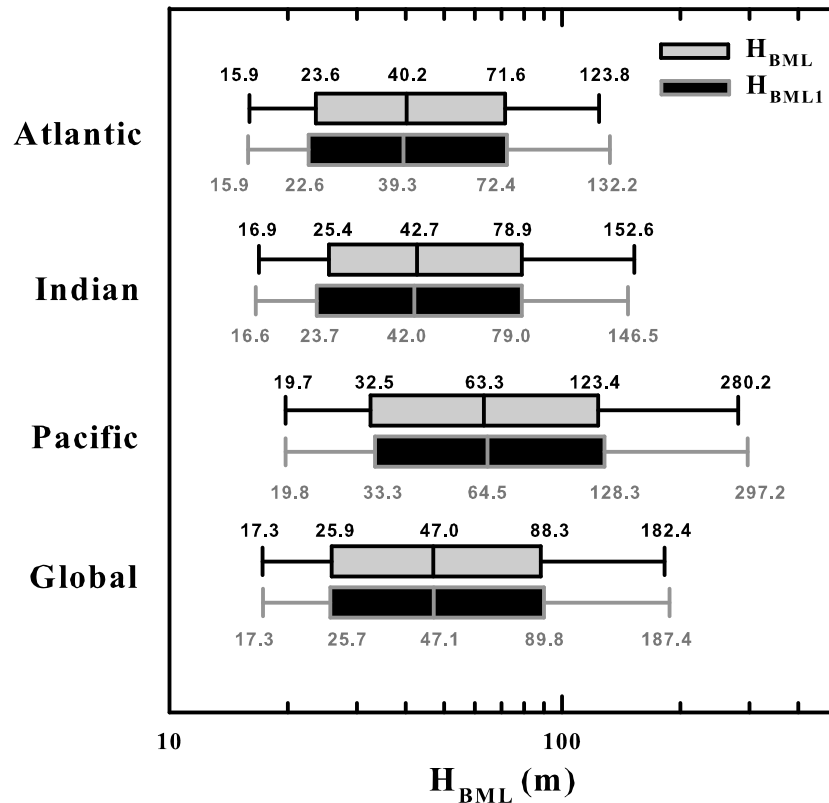 H_BML
H_BML1
15.9 23.6 40.2 71.6 123.8
Atlantic
15.9 22.6 39.3 72.4 132.2
16.9 25.4 42.7 78.9 152.6
Indian
16.6 23.7 42.0 79.0 146.5
19.7 32.5 63.3 123.4 280.2
Pacific
19.8 33.3 64.5 128.3 297.2
17.3 25.9 47.0 88.3 182.4
Global
17.3 25.7 47.1 89.8 187.4
10 100
H_BML (m)